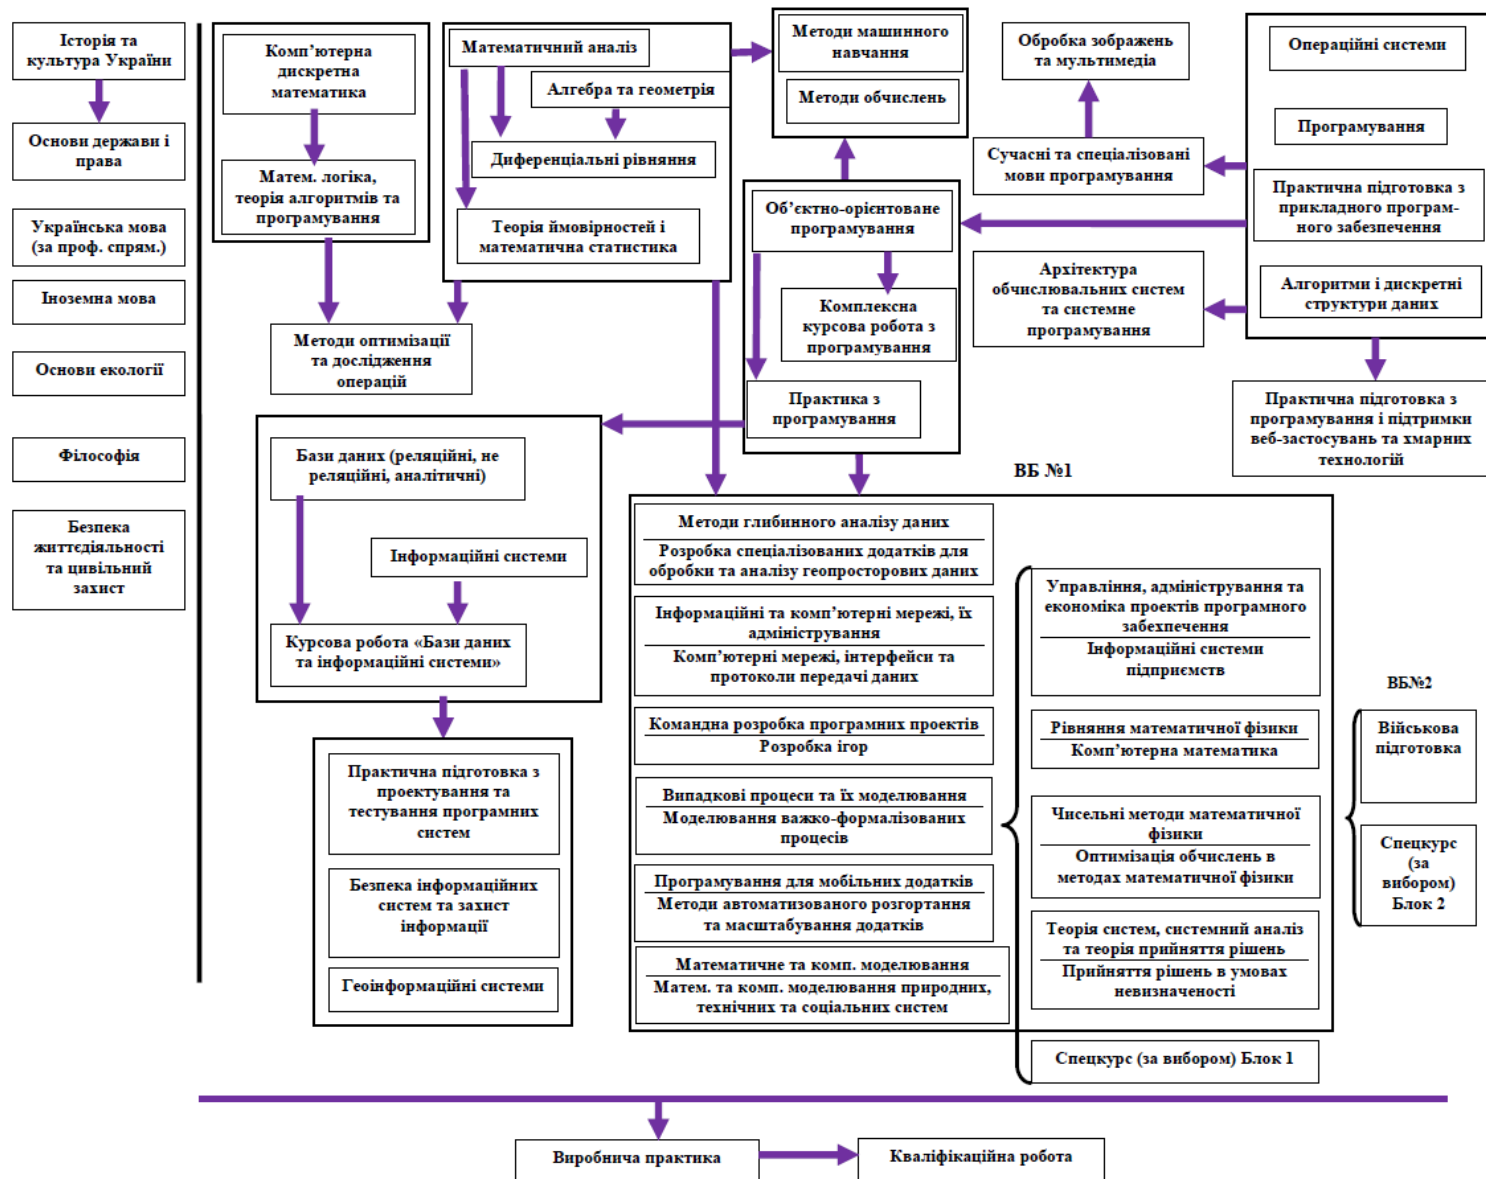 Історія та
культура України
Основи держави і
права
Українська мова
(за проф. спрям.)
Іноземна мова
Основи екології
Філософія
Безпека
життєдіяльності
та цивільний
захист
Комп’ютерна
дискретна
математика
Матем. логіка,
теорія алгоритмів та
програмування
Математичний аналіз
Алгебра та геометрія
Диференціальні рівняння
Теорія ймовірностей і
математична статистика
Методи оптимізації
та дослідження
операцій
Методи машинного
навчання
Методи обчислень
Об’єктно-орієнтоване
програмування
Комплексна
курсова робота з
програмування
Практика з
програмування
Обробка зображень
та мультимедіа
Сучасні та спеціалізовані
мови програмування
Архітектура
обчислювальних систем
та системне
програмування
Операційні системи
Програмування
Практична підготовка з
прикладного програм-
ного забезпечення
Алгоритми і дискретні
структури даних
Практична підготовка з
програмування і підтримки
веб-застосувань та хмарних
технологій
Бази даних (реляційні, не
реляційні, аналітичні)
Інформаційні системи
Курсова робота «Бази даних
та інформаційні системи»
Практична підготовка з
проектування та
тестування програмних
систем
Безпека інформаційних
систем та захист
інформації
Геоінформаційні системи
ВБ №1
Методи глибинного аналізу даних
Розробка спеціалізованих додатків для
обробки та аналізу геопросторових даних
Інформаційні та комп’ютерні мережі, їх
адміністрування
Комп’ютерні мережі, інтерфейси та
протоколи передачі даних
Командна розробка програмних проектів
Розробка ігор
Випадкові процеси та їх моделювання
Моделювання важко-формалізованих
процесів
Програмування для мобільних додатків
Методи автоматизованого розгортання
та масштабування додатків
Математичне та комп. моделювання
Матем. та комп. моделювання природних,
технічних та соціальних систем
Управління, адміністрування та
економіка проектів програмного
забехпечення
Інформаційні системи
підприємств
Рівняння математичної фізики
Комп’ютерна математика
Чисельні методи математичної
фізики
Оптимізація обчислень в
методах математичної фізики
Теорія систем, системний аналіз
та теорія прийняття рішень
Прийняття рішень в умовах
невизначеності
Спецкурс (за вибором) Блок 1
ВБ№2
Військова
підготовка
Спецкурс
(за
вибором)
Блок 2
Виробнича практика
Кваліфікаційна робота